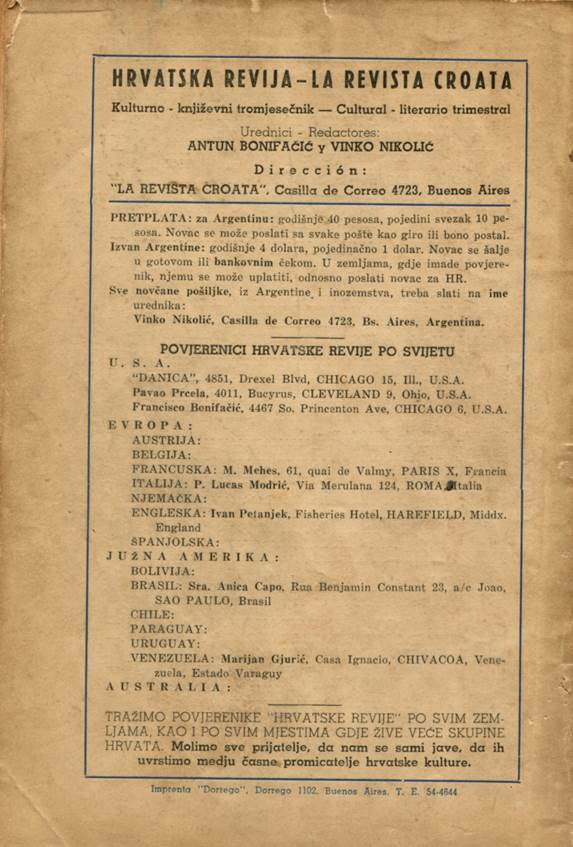 HRVATSKA REVIJA – LA REVISTA CROATA
Kulturno - književni tromjesečnik — Cultural - literario trimestral
Urednici - Redactores:
ANTUN BONIFAČIĆ y VINKO NIKOLIĆ
Dirección:
"LA REVISTA CROATA", Casilla de Correo 4723, Buenos Aires
PRETPLATA: za Argentinu: godišnje 40 pesosa, pojedini svezak 10 pe-
sosa. Novac se može poslati sa svake pošte kao giro ili bono postal.
Izvan Argentine: godišnje 4 dolara, pojedinačno 1 dolar. Novac se šalje
u gotovom ili bankovnim čekom. U zemljama, gdje imade povjere-
nik, njemu se može uplatiti, odnosno poslati novac za HR.
Sve novčane pošiljke, iz Argentine i inozemstva, treba slati na ime
urednika:
Vinko Nikolić, Casilla de Correo 4723, Bs. Aires, Argentina.
POVJERENICI HRVATSKE REVIJE PO SVIJETU
U. S. A.
"DANICA", 4851, Drexel Blvd, CHICAGO 15, Ill., U.S.A.
Pavao Prcela, 4011, Bucyrus, CLEVELAND 9, Ohjo, U.S.A.
Francisco Bonifačić, 4467 So. Princenton Ave, CHICAGO 6, U.S.A.
EVROPA:
AUSTRIJA:
BELGIJA:
FRANCUSKA: M. Mehes, 61, quai de Valmy, PARIS X, Francia
ITALIJA: P. Lucas Modrić, Via Merulana 124, ROMA, Italia
NJEMAČKA:
ENGLESKA: Ivan Petanjek, Fisheries Hotel, HAREFIELD, Middx.
England
ŠPANJOLSKA:
JUŽNA AMERIKA:
BOLIVIJA:
BRASIL: Sra. Anica Capo, Rua Benjamin Constant 23, a/c Joao,
SAO PAULO, Brasil
CHILE:
PARAGUAY:
URUGUAY:
VENEZUELA: Marijan Gjurić, Casa Ignacio, CHIVACOA, Vene-
zuela, Estado Varaguy
AUSTRALIA:
TRAŽIMO POVJERENIKE "HRVATSKE REVIJE" PO SVIM ZEM-
LJAMA, KAO I PO SVIM MJESTIMA GDJE ŽIVE VEĆE SKUPINE
HRVATA. Molimo sve prijatelje, da nam se sami jave, da ih
uvrstimo medju časne promicatelje hrvatske kulture.
Imprenta "Dorrego", Dorrego 1102, Buenos Aires. T. E. 54-4644